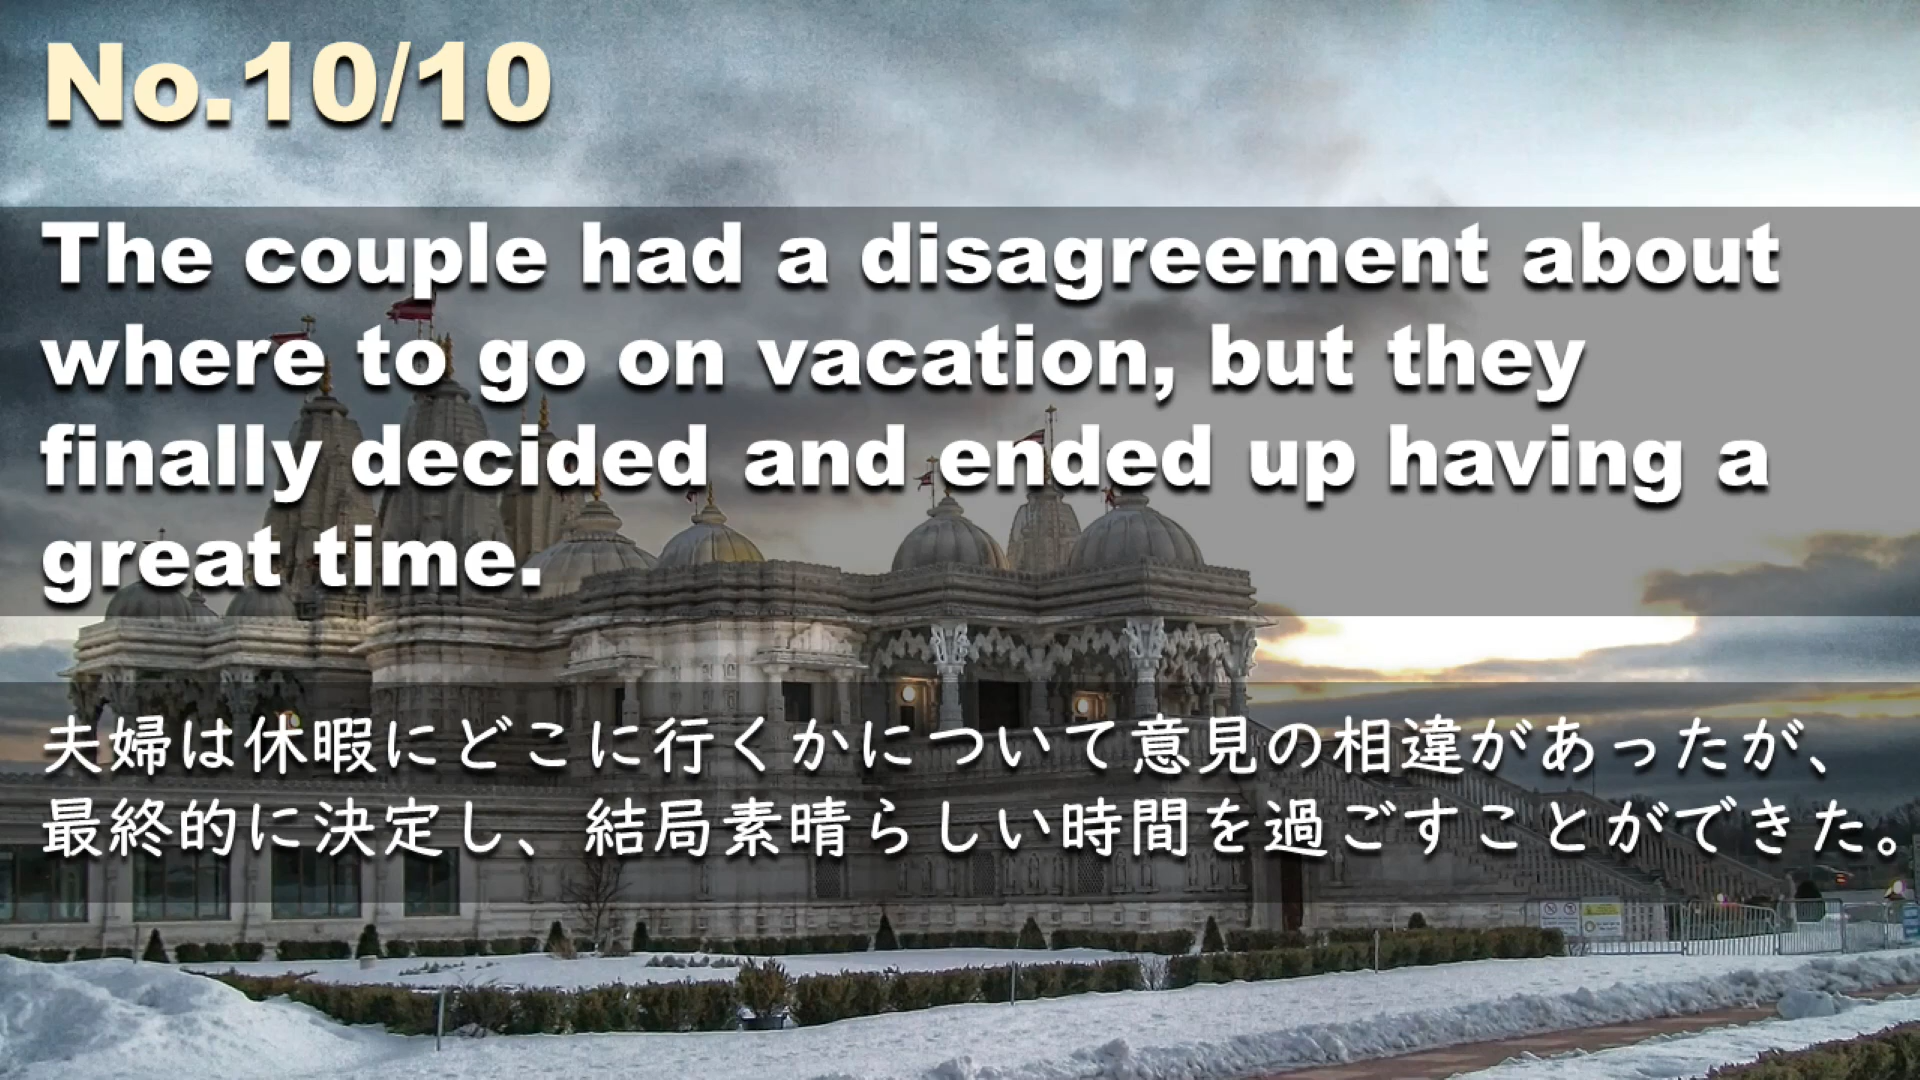 No.10/10
The couple had a disagreement about
where to go on vacation, but they
finally decided and ended up having a
great time.
夫婦は休暇にどこに行くかについて意見の相違があったが、
最終的に決定し、結局素晴らしい時間を過ごすことができた。